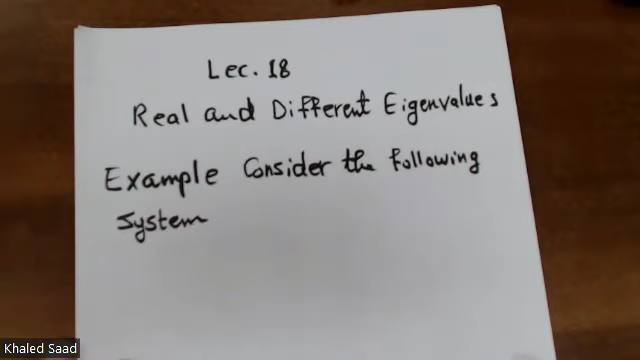 Lec. 18
Real and Different Eigenvalues
Example Consider the following
System
Khaled Saad